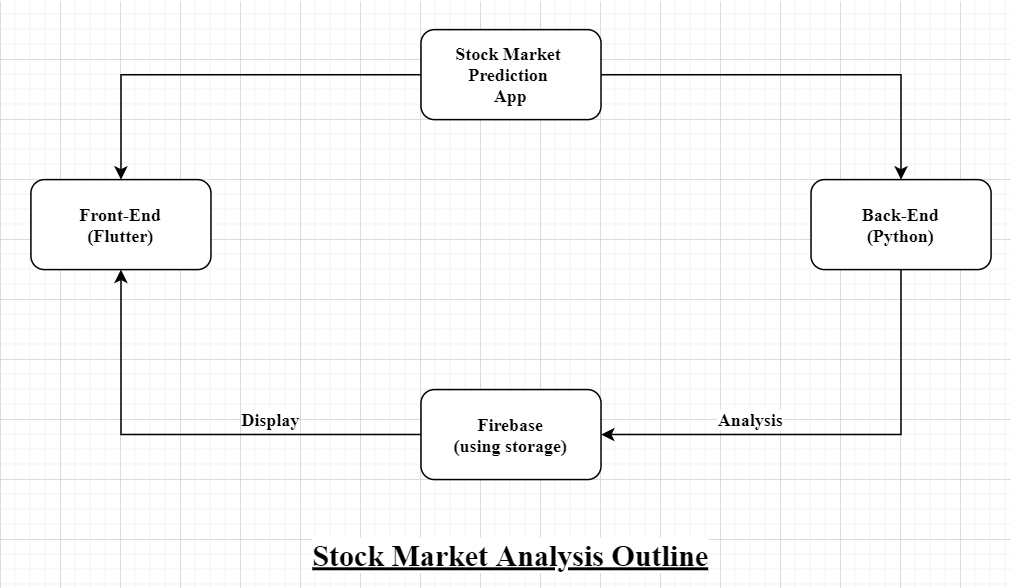 Stock Market
Prediction
App
Front-End
(Flutter)
Back-End
(Python)
Display
Firebase
(using storage)
Analysis
Stock Market Analysis Outline